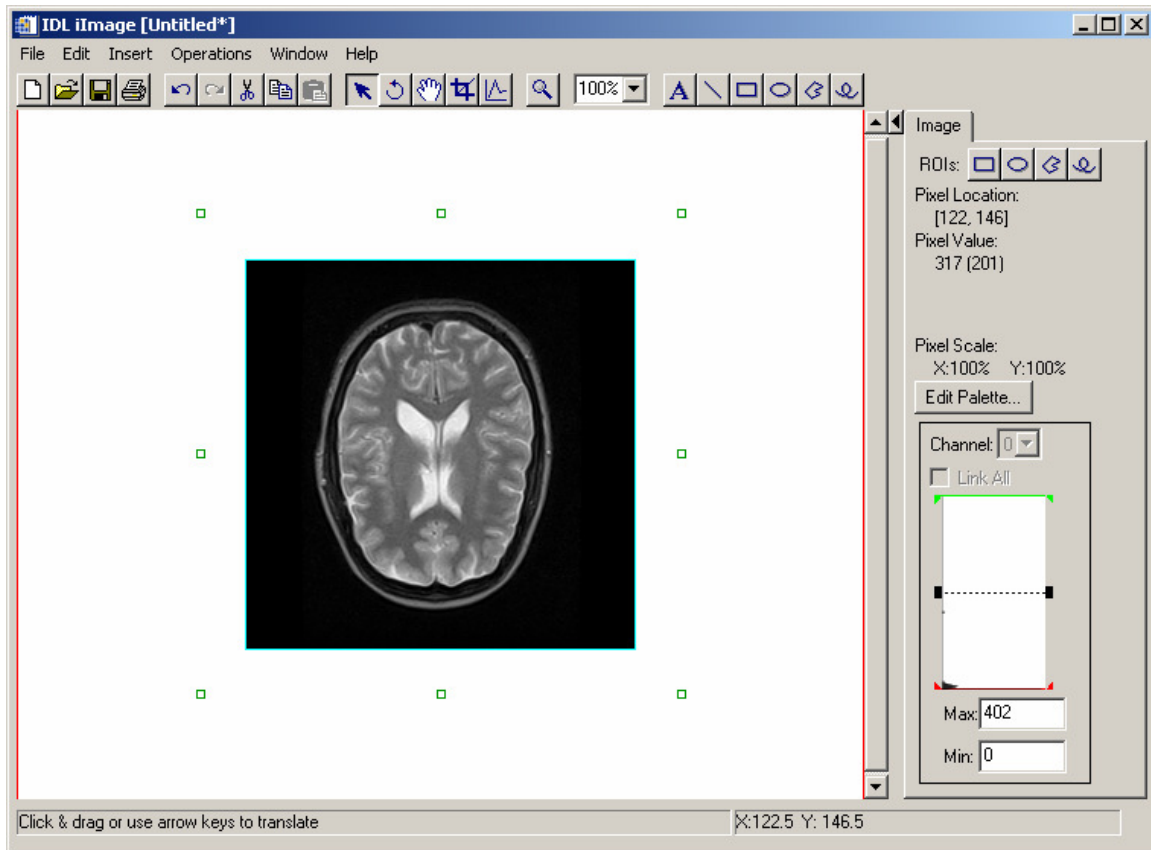 IDL iImage [Untitled*]
File Edit Insert Operations Window Help
100%
A
Image
ROIs:
Pixel Location:
[122, 146]
Pixel Value:
317 (201)
Pixel Scale:
X:100% Y:100%
Edit Palette...
Channel: 0
Link All
Max: 402
Min: 0
Click & drag or use arrow keys to translate
X:122.5 Y: 146.5